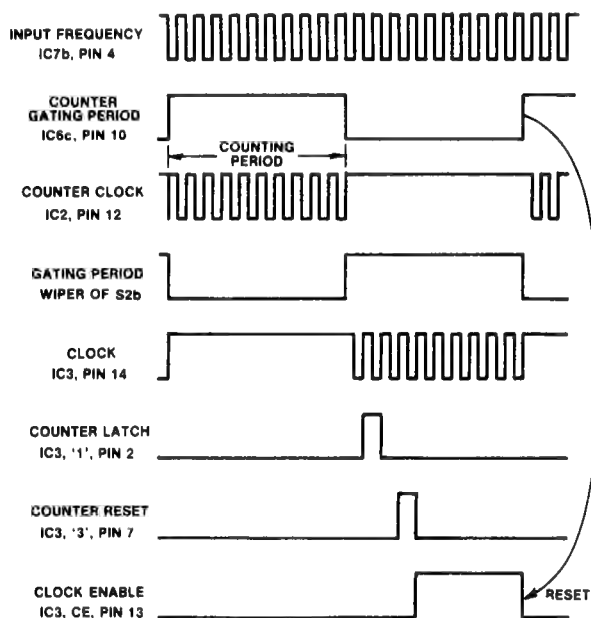 INPUT FREQUENCY
IC7b, PIN 4
COUNTER
GATING PERIOD
IC6c, PIN 10
COUNTING
PERIOD
COUNTER CLOCK
IC2, PIN 12
GATING PERIOD
WIPER OF S2b
CLOCK
IC3, PIN 14
COUNTER LATCH
IC3, '1', PIN 2
COUNTER RESET
IC3, '3', PIN 7
CLOCK ENABLE
IC3, CE, PIN 13
RESET